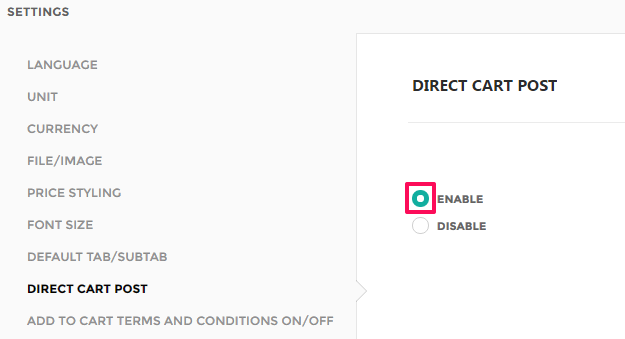 SETTINGS
LANGUAGE
UNIT
CURRENCY
FILE/IMAGE
PRICE STYLING
FONT SIZE
DEFAULT TAB/SUBTAB
DIRECT CART POST
ADD TO CART TERMS AND CONDITIONS ON/OFF
DIRECT CART POST
ENABLE
DISABLE